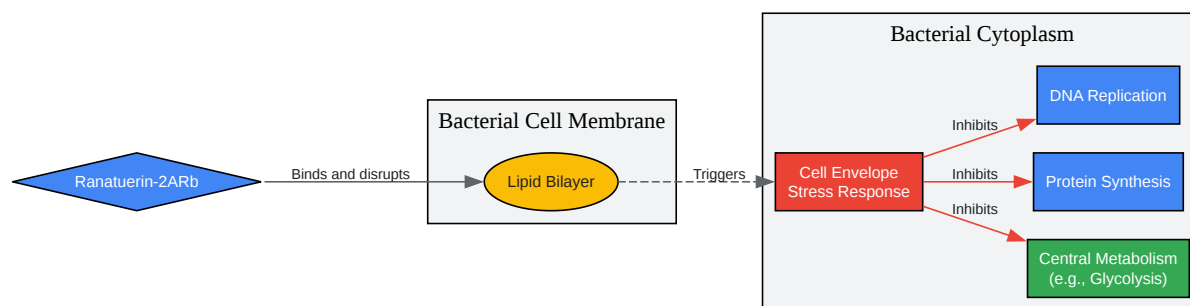 Ranatuerin-2ARb
Binds and disrupts
Bacterial Cell Membrane
Lipid Bilayer
Triggers
Bacterial Cytoplasm
Cell Envelope
Stress Response
Inhibits
DNA Replication
Inhibits
Protein Synthesis
Inhibits
Central Metabolism
(e.g., Glycolysis)